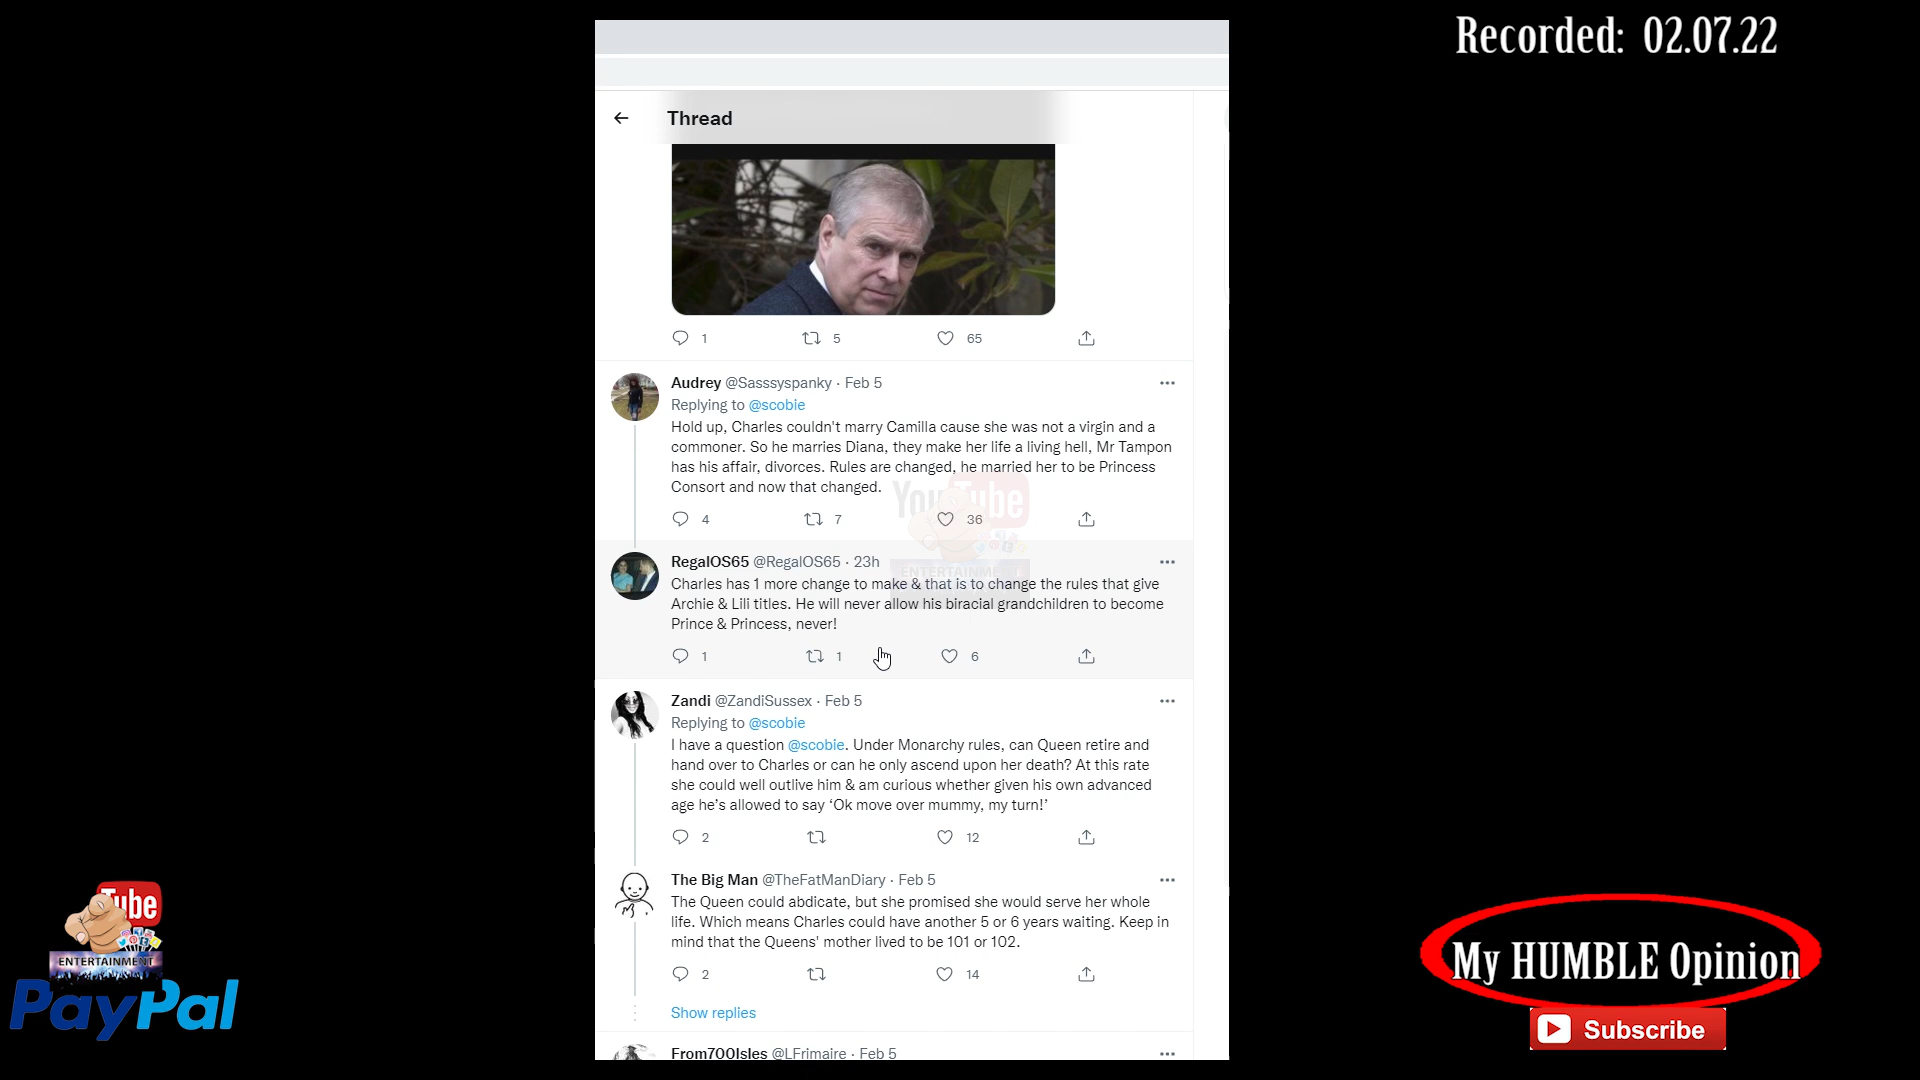 Recorded: 02.07.22
Thread
1 5 65
Audrey @Sasssyspanky · Feb 5
Replying to @scobie
Hold up, Charles couldn't marry Camilla cause she was not a virgin and a
commoner. So he marries Diana, they make her life a living hell, Mr Tampon
has his affair, divorces. Rules are changed, he married her to be Princess
Consort and now that changed.
4 7 36
YouTube
ENTERTAINMENT
RegalOS65 @RegalOS65 · 23h
Charles has 1 more change to make & that is to change the rules that give
Archie & Lili titles. He will never allow his biracial grandchildren to become
Prince & Princess, never!
1 1 6
Zandi @ZandiSussex · Feb 5
Replying to @scobie
I have a question @scobie. Under Monarchy rules, can Queen retire and
hand over to Charles or can he only ascend upon her death? At this rate
she could well outlive him & am curious whether given his own advanced
age he's allowed to say ‘Ok move over mummy, my turn!’
2 12
The Big Man @TheFatManDiary · Feb 5
The Queen could abdicate, but she promised she would serve her whole
life. Which means Charles could have another 5 or 6 years waiting. Keep in
mind that the Queens' mother lived to be 101 or 102.
2 14
Show replies
From700Isles @LFrimaire · Feb 5
Tube
ENTERTAINMENT
PayPal
My HUMBLE Opinion
Subscribe